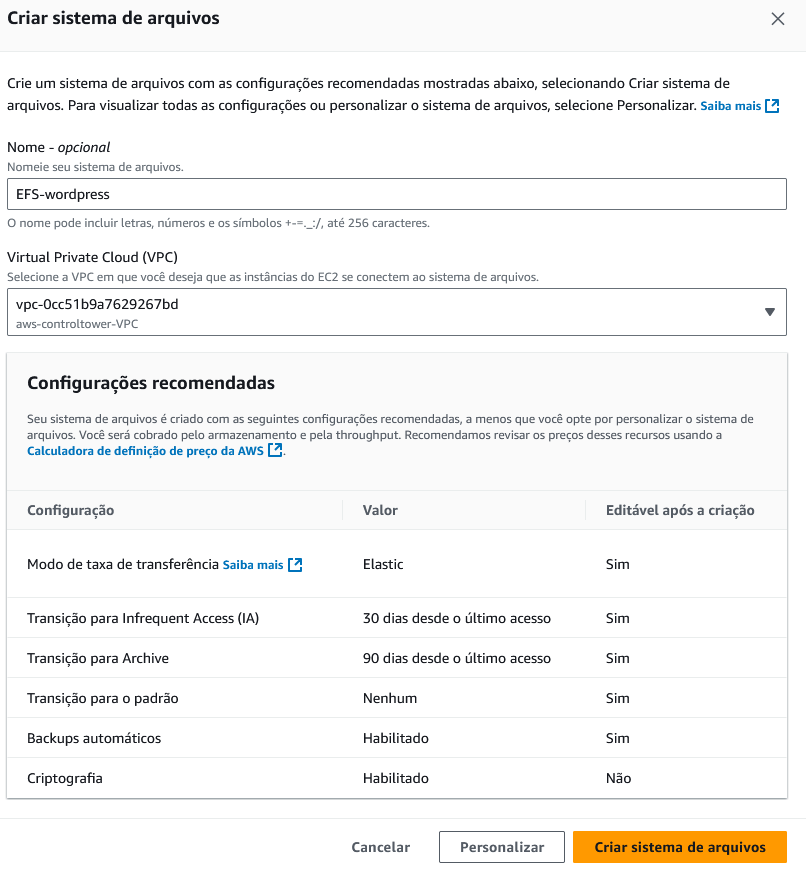 Criar sistema de arquivos
Crie um sistema de arquivos com as configurações recomendadas mostradas abaixo, selecionando Criar sistema de
arquivos. Para visualizar todas as configurações ou personalizar o sistema de arquivos, selecione Personalizar. Saiba mais
Nome - opcional
Nomeie seu sistema de arquivos.
EFS-wordpress
O nome pode incluir letras, números e os símbolos +-=._:/, até 256 caracteres.
Virtual Private Cloud (VPC)
Selecione a VPC em que você deseja que as instâncias do EC2 se conectem ao sistema de arquivos.
vpc-0cc51b9a7629267bd
aws-controltower-VPC
Configurações recomendadas
Seu sistema de arquivos é criado com as seguintes configurações recomendadas, a menos que você opte por personalizar o sistema de
arquivos. Você será cobrado pelo armazenamento e pela throughput. Recomendamos revisar os preços desses recursos usando a
Calculadora de definição de preço da AWS.
Configuração Valor Editável após a criação
Modo de taxa de transferência Saiba mais Elastic Sim
Transição para Infrequent Access (IA) 30 dias desde o último acesso Sim
Transição para Archive 90 dias desde o último acesso Sim
Transição para o padrão Nenhum Sim
Backups automáticos Habilitado Sim
Criptografia Habilitado Não
Cancelar Personalizar Criar sistema de arquivos